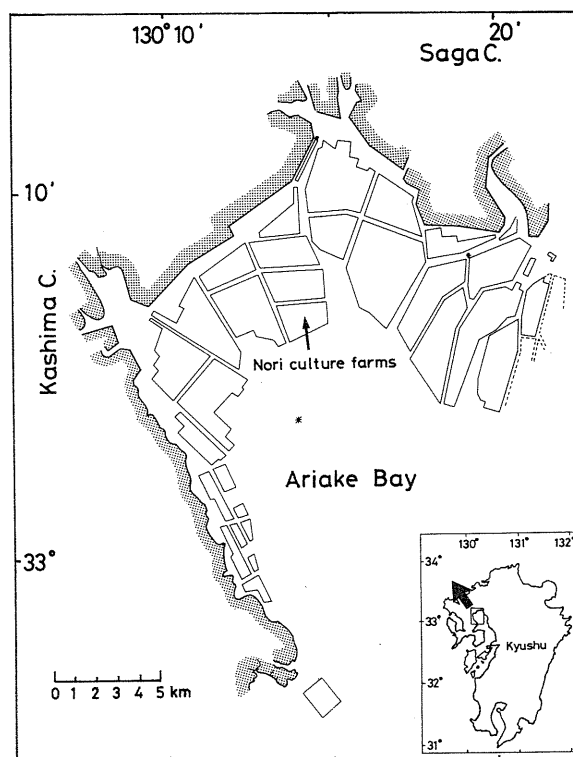 130°10′
20′
Saga C.
10′
Kashima C.
Nori culture farms
*
Ariake Bay
33°
0 1 2 3 4 5 km
130° 131° 132°
34°
33°
Kyushu
32°
31°